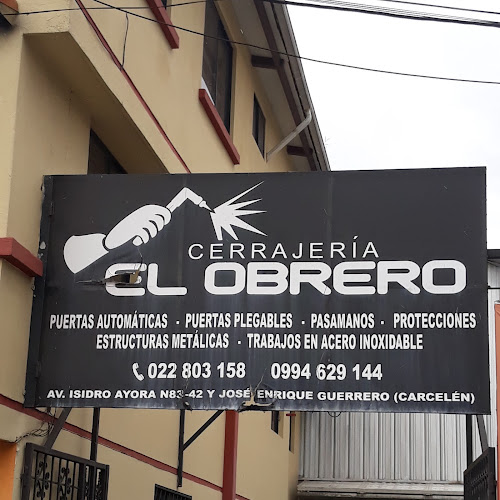 CERRAJERÍA
EL OBRERO
PUERTAS AUTOMÁTICAS - PUERTAS PLEGABLES - PASAMANOS - PROTECCIONES
ESTRUCTURAS METÁLICAS - TRABAJOS EN ACERO INOXIDABLE
022 803 158 0994 629 144
AV. ISIDRO AYORA N83-42 Y JOSÉ ENRIQUE GUERRERO (CARCELÉN)